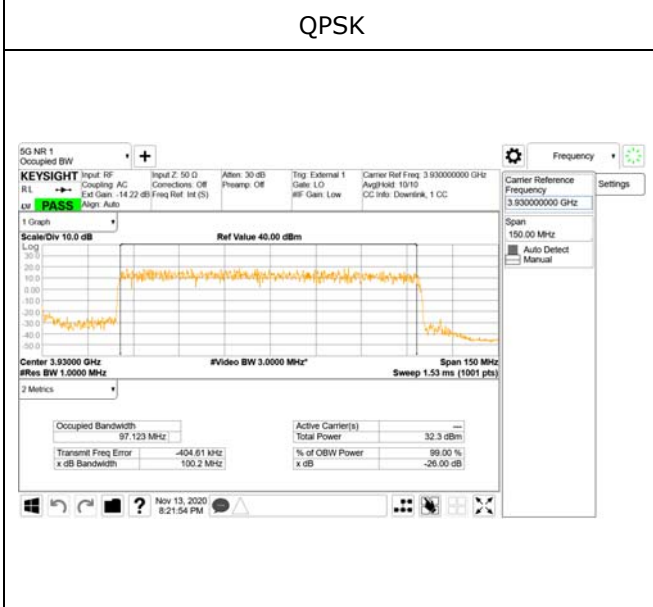 QPSK
5G NR 1
Occupied BW
Frequency
KEYSIGHT
RL
PASS
Input: RF
Coupling: AC
Ext Gain: -14.22 dB
Align: Auto
Input Z: 50 Ω
Corrections: Off
Freq Ref: Int (S)
Atten: 30 dB
Preamp: Off
Trig: External 1
Gate: LO
#IF Gain: Low
Carrier Ref Freq: 3.930000000 GHz
Avg|Hold: 10/10
CC Info: Downlink, 1 CC
Carrier Reference
Frequency
3.930000000 GHz
Settings
Span
150.00 MHz
Auto Detect
Manual
1 Graph
Scale/Div 10.0 dB
Ref Value 40.00 dBm
Log
30.0
20.0
10.0
0.00
-10.0
-20.0
-30.0
-40.0
-50.0
Center 3.93000 GHz
#Video BW 3.0000 MHz*
Span 150 MHz
#Res BW 1.0000 MHz
Sweep 1.53 ms (1001 pts)
2 Metrics
Occupied Bandwidth
97.123 MHz
Transmit Freq Error -404.61 kHz
x dB Bandwidth 100.2 MHz
Active Carrier(s) ---
Total Power 32.3 dBm
% of OBW Power 99.00 %
x dB -26.00 dB
Nov 13, 2020
8:21:54 PM